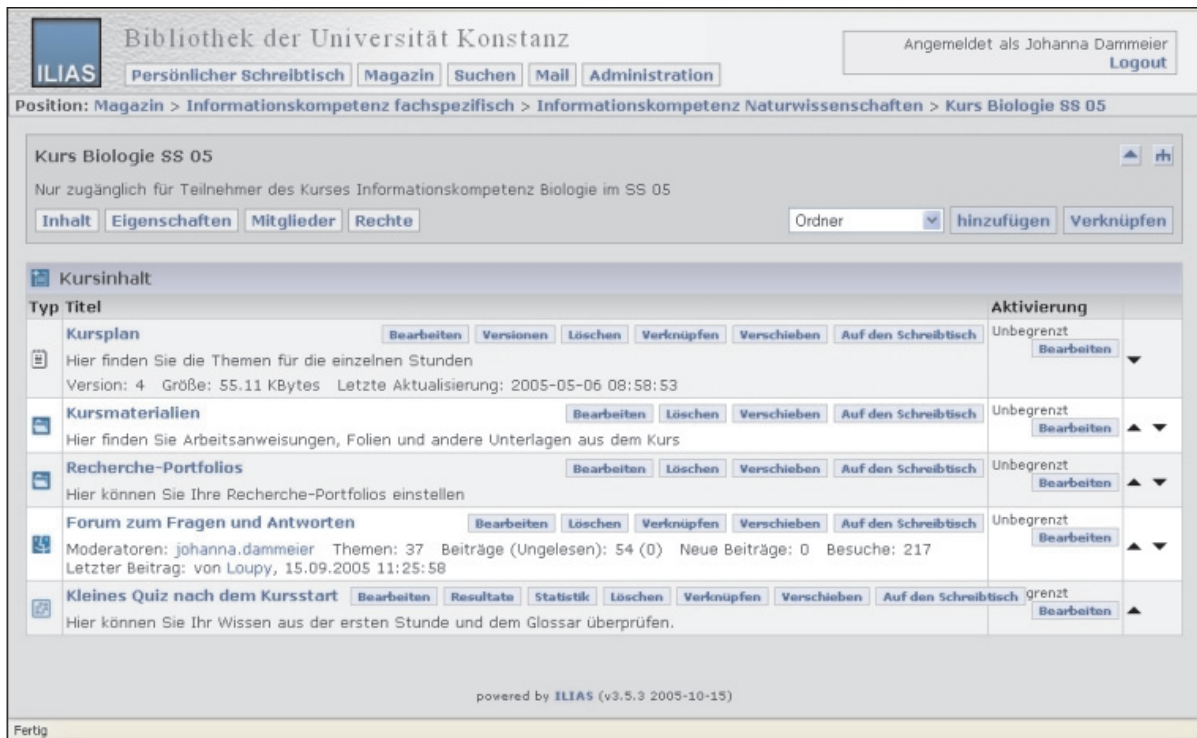 Bibliothek der Universität Konstanz
ILIAS
Persönlicher Schreibtisch Magazin Suchen Mail Administration
Angemeldet als Johanna Dammeier
Logout
Position: Magazin > Informationskompetenz fachspezifisch > Informationskompetenz Naturwissenschaften > Kurs Biologie SS 05
Kurs Biologie SS 05
Nur zugänglich für Teilnehmer des Kurses Informationskompetenz Biologie im SS 05
Inhalt Eigenschaften Mitglieder Rechte Ordner hinzufügen Verknüpfen
Kursinhalt
Typ Titel Aktivierung
Kursplan Bearbeiten Versionen Löschen Verknüpfen Verschieben Auf den Schreibtisch Unbegrenzt
Bearbeiten
Hier finden Sie die Themen für die einzelnen Stunden
Version: 4 Größe: 55.11 KBytes Letzte Aktualisierung: 2005-05-06 08:58:53
Kursmaterialien Bearbeiten Löschen Verschieben Auf den Schreibtisch Unbegrenzt
Bearbeiten
Hier finden Sie Arbeitsanweisungen, Folien und andere Unterlagen aus dem Kurs
Recherche-Portfolios Bearbeiten Löschen Verschieben Auf den Schreibtisch Unbegrenzt
Bearbeiten
Hier können Sie Ihre Recherche-Portfolios einstellen
Forum zum Fragen und Antworten Bearbeiten Löschen Verknüpfen Verschieben Auf den Schreibtisch Unbegrenzt
Bearbeiten
Moderatoren: johanna.dammeier Themen: 37 Beiträge (Ungelesen): 54 (0) Neue Beiträge: 0 Besuche: 217
Letzter Beitrag: von Loupy, 15.09.2005 11:25:58
Kleines Quiz nach dem Kursstart Bearbeiten Resultate Statistik Löschen Verknüpfen Verschieben Auf den Schreibtisch grenzt
Bearbeiten
Hier können Sie Ihr Wissen aus der ersten Stunde und dem Glossar überprüfen.
powered by ILIAS (v3.5.3 2005-10-15)
Fertig